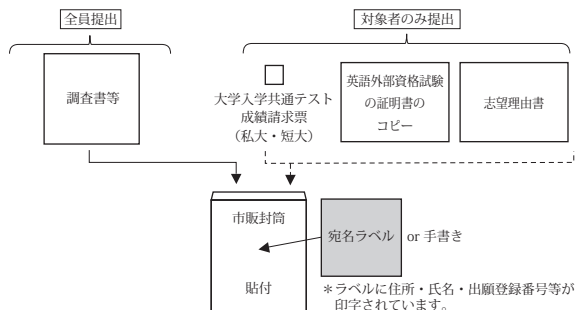 全員提出
対象者のみ提出
調査書等
大学入学共通テスト
成績請求票
（私大・短大）
英語外部資格試験
の証明書の
コピー
志望理由書
市販封筒
宛名ラベル
or 手書き
貼付
＊ラベルに住所・氏名・出願登録番号等が
印字されています。